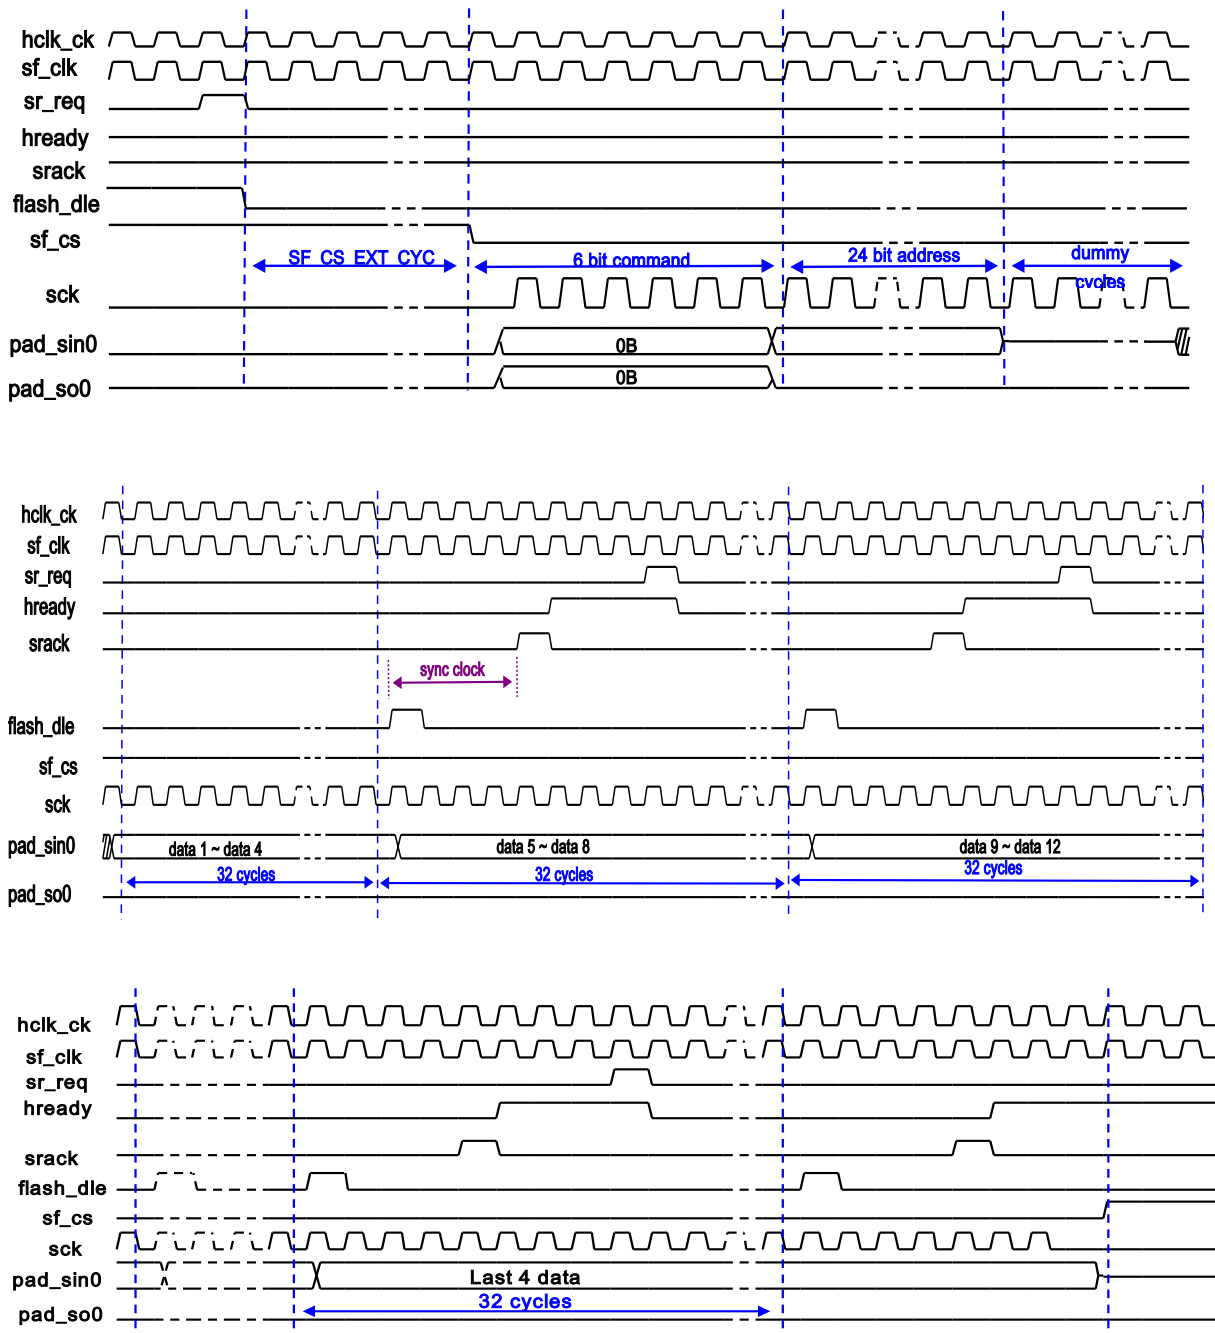 hclk_ck
sf_clk
sr_req
hready
srack
flash_dle
sf_cs
SF_CS_EXT_CYC
6 bit command
24 bit address
dummy
cycles
sck
pad_sin0
0B
pad_so0
0B
hclk_ck
sf_clk
sr_req
hready
srack
sync clock
flash_dle
sf_cs
sck
pad_sin0
data 1 ~ data 4
data 5 ~ data 8
data 9 ~ data 12
32 cycles
32 cycles
32 cycles
pad_so0
hclk_ck
sf_clk
sr_req
hready
srack
flash_dle
sf_cs
sck
pad_sin0
Last 4 data
32 cycles
pad_so0